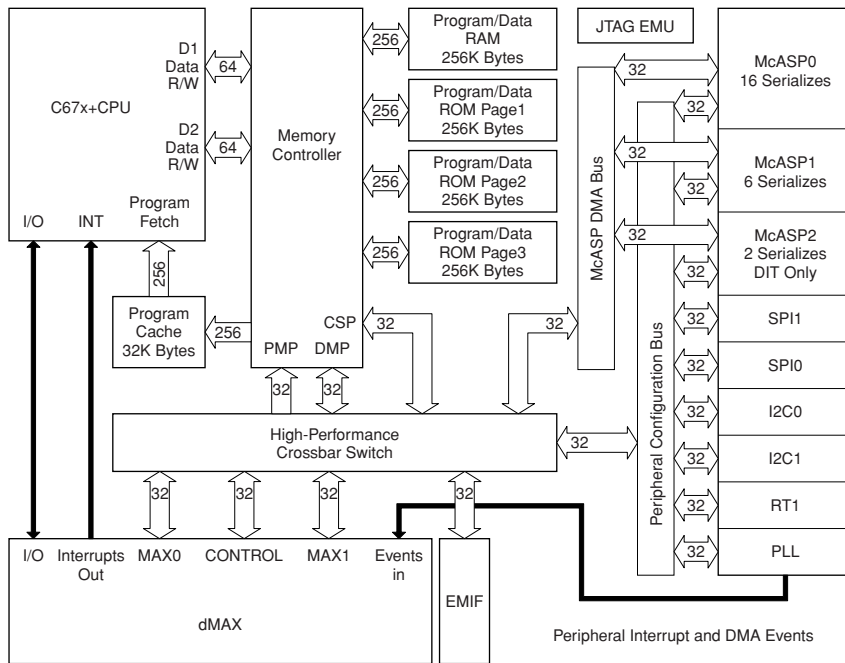 C67x+CPU
D1
Data
R/W
64
D2
Data
R/W
64
I/O
INT
Program
Fetch
256
Program
Cache
32K Bytes
256
Memory
Controller
CSP
32
PMP
DMP
32
32
256
Program/Data
RAM
256K Bytes
256
Program/Data
ROM Page1
256K Bytes
256
Program/Data
ROM Page2
256K Bytes
256
Program/Data
ROM Page3
256K Bytes
JTAG EMU
McASP DMA Bus
32
32
32
32
Peripheral Configuration Bus
32
32
32
32
32
32
32
32
32
32
McASP0
16 Serializes
McASP1
6 Serializes
McASP2
2 Serializes
DIT Only
SPI1
SPI0
I2C0
I2C1
RT1
PLL
High-Performance
Crossbar Switch
32
32
32
32
I/O
Interrupts
Out
MAX0
CONTROL
MAX1
Events
in
dMAX
EMIF
Peripheral Interrupt and DMA Events